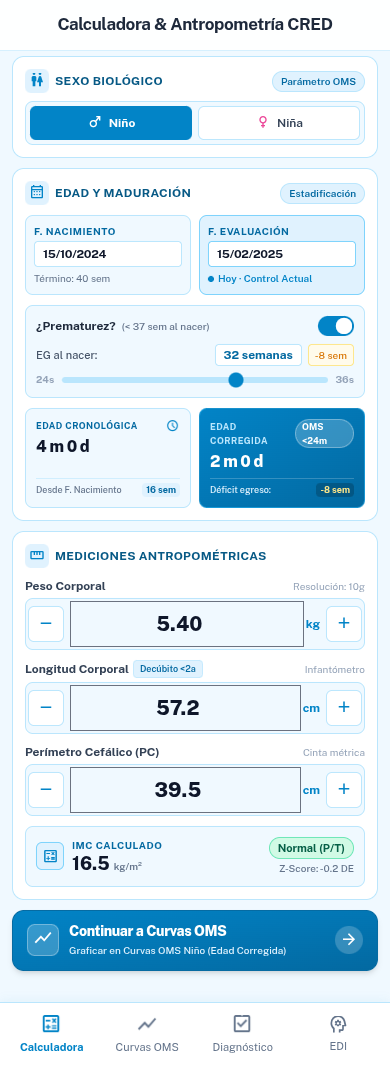 Calculadora & Antropometría CRED
SEXO BIOLÓGICO
Parámetro OMS
Niño
Niña
EDAD Y MADURACIÓN
Estadificación
F. NACIMIENTO
15/10/2024
Término: 40 sem
F. EVALUACIÓN
15/02/2025
Hoy · Control Actual
¿Prematurez? (< 37 sem al nacer)
EG al nacer:
32 semanas
-8 sem
24s
36s
EDAD CRONOLÓGICA
4m0d
Desde F. Nacimiento
16 sem
EDAD
CORREGIDA
OMS
<24m
2m0d
Déficit egreso:
-8 sem
MEDICIONES ANTROPOMÉTRICAS
Peso Corporal
Resolución: 10g
− 5.40 kg +
Longitud Corporal
Decúbito <2a
Infantómetro
− 57.2 cm +
Perímetro Cefálico (PC)
Cinta métrica
− 39.5 cm +
IMC CALCULADO
16.5 kg/m²
Normal (P/T)
Z-Score: -0.2 DE
Continuar a Curvas OMS
Graficar en Curvas OMS Niño (Edad Corregida)
Calculadora
Curvas OMS
Diagnóstico
EDI